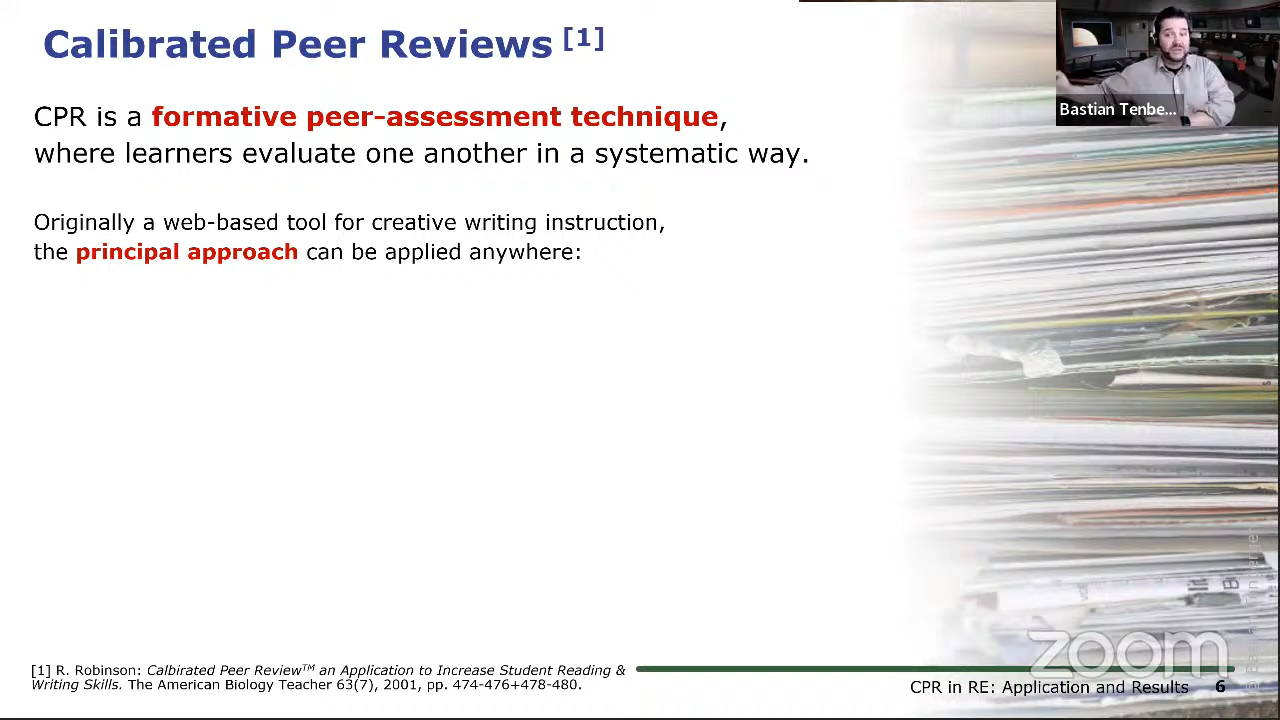 Calibrated Peer Reviews [1]
Bastian Tenbe...
CPR is a formative peer-assessment technique,
where learners evaluate one another in a systematic way.
Originally a web-based tool for creative writing instruction,
the principal approach can be applied anywhere:
[1] R. Robinson: Calbirated Peer Review™ an Application to Increase Student Reading &
Writing Skills. The American Biology Teacher 63(7), 2001, pp. 474-476+478-480.
zoom
CPR in RE: Application and Results 6